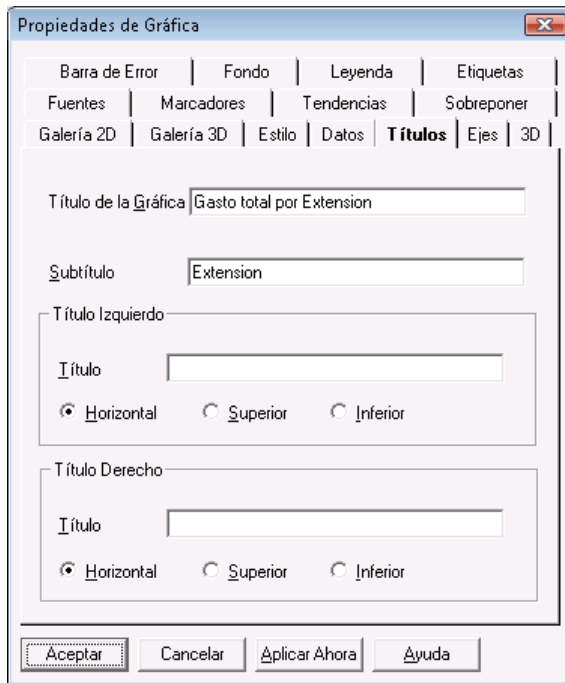 Propiedades de Gráfica
Barra de Error Fondo Leyenda Etiquetas
Fuentes Marcadores Tendencias Sobreponer
Galería 2D Galería 3D Estilo Datos Títulos Ejes 3D
Título de la Gráfica Gasto total por Extension
Subtítulo Extension
Título Izquierdo
Título
Horizontal Superior Inferior
Título Derecho
Título
Horizontal Superior Inferior
Aceptar Cancelar Aplicar Ahora Ayuda